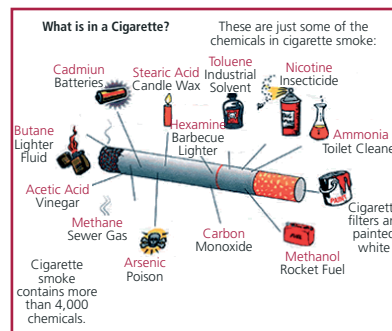 What is in a Cigarette?
These are just some of the
chemicals in cigarette smoke:
Cadmiun
Batteries
Stearic Acid
Candle Wax
Toluene
Industrial
Solvent
Nicotine
Insecticide
Butane
Lighter
Fluid
Hexamine
Barbecue
Lighter
Ammonia
Toilet Cleane
Acetic Acid
Vinegar
PAINT
Cigarett
filters ar
painted
white
Methane
Sewer Gas
Arsenic
Poison
Carbon
Monoxide
Methanol
Rocket Fuel
Cigarette
smoke
contains more
than 4,000
chemicals.